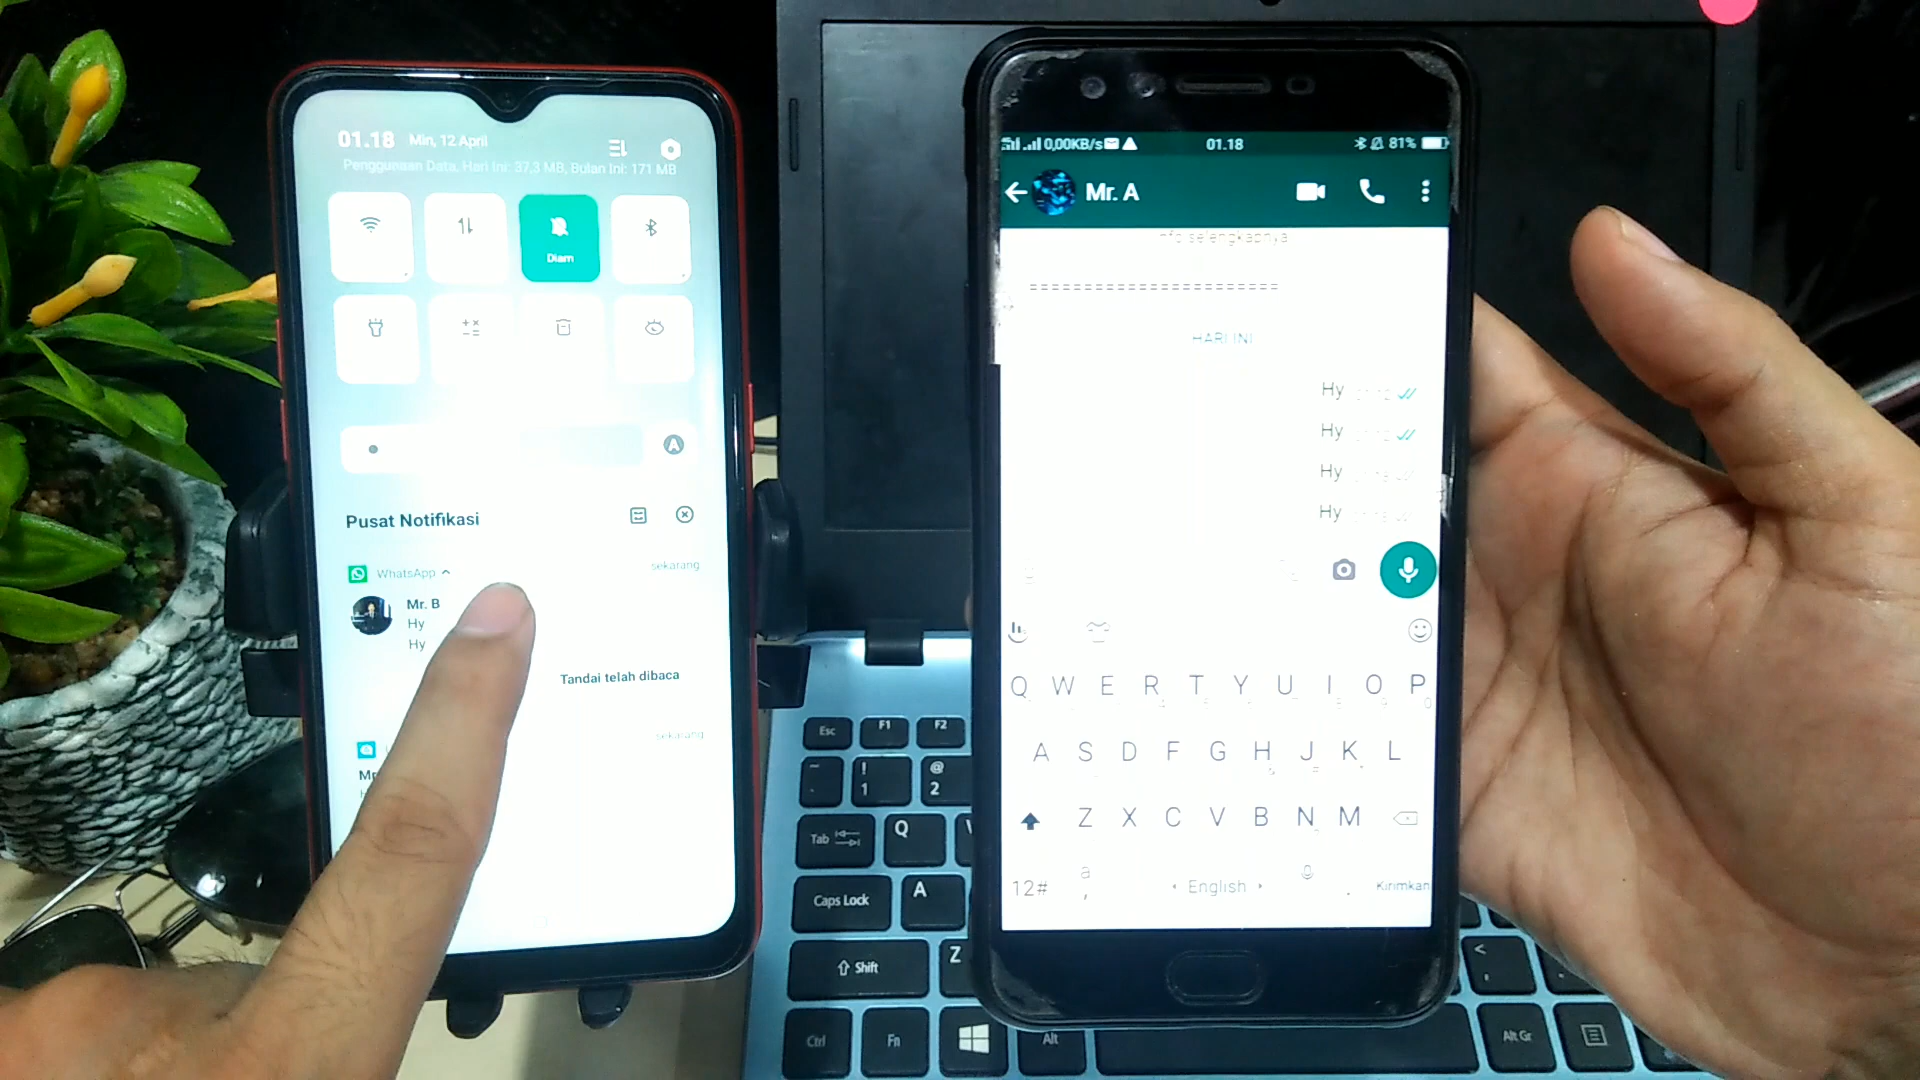 01.18 Min, 12 April
Penggunaan Data, Hari Ini: 37,3 MB, Bulan Ini: 171 MB
Diam
A
Pusat Notifikasi
WhatsApp sekarang
Mr. B
Hy
Hy
Tandai telah dibaca
sekarang
0,00KB/s 01.18 81%
Mr. A
selengkapnya
=======================
HARI INI
Hy
Hy
Hy
Hy
Q W E R T Y U I O P
A S D F G H J K L
Z X C V B N M
12# , English . Kirimkan
Esc F1 F2
! 1 @ 2
Tab Q
Caps Lock A
Shift Z
Ctrl Fn Alt Alt Gr